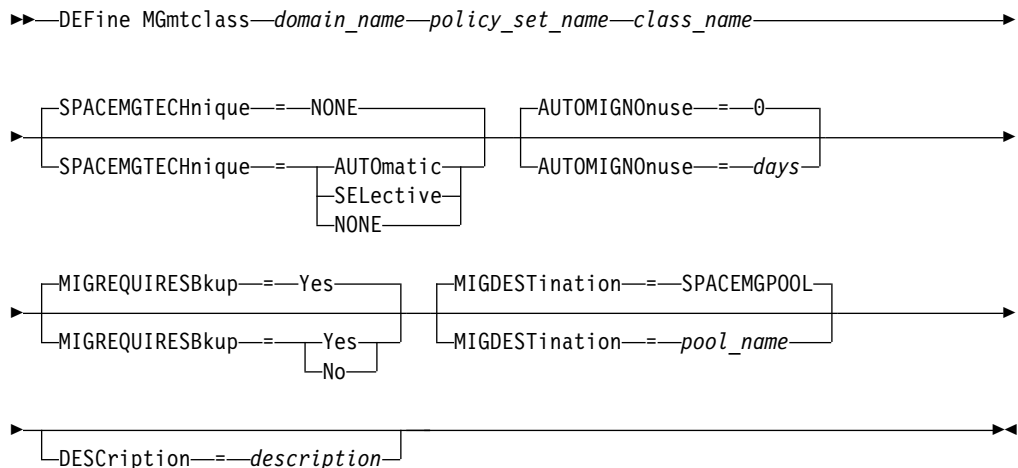 DEFine MGmtclass domain_name policy_set_name class_name
SPACEMGTECHnique = NONE AUTOMIGNOnuse = 0
SPACEMGTECHnique = AUTOmatic AUTOMIGNOnuse = days
SELective
NONE
MIGREQUIRESBkup = Yes MIGDESTination = SPACEMGPOOL
MIGREQUIRESBkup = Yes MIGDESTination = pool_name
No
DESCription = description